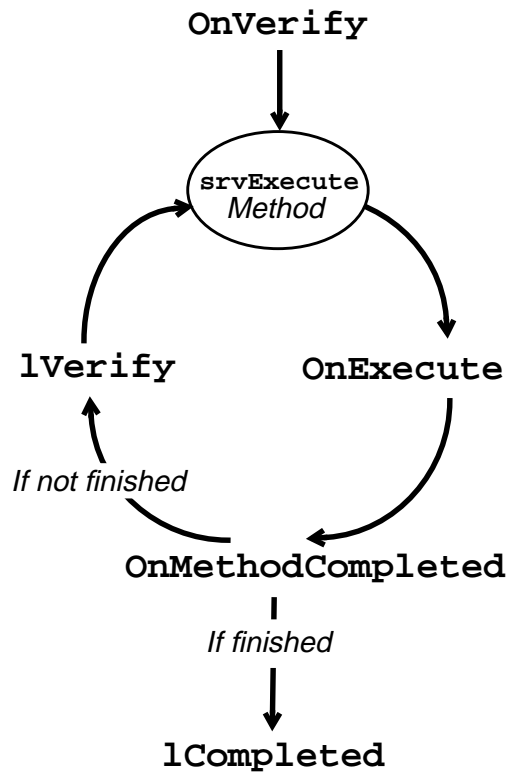 OnVerify
srvExecute
Method
lVerify
OnExecute
If not finished
OnMethodCompleted
If finished
lCompleted